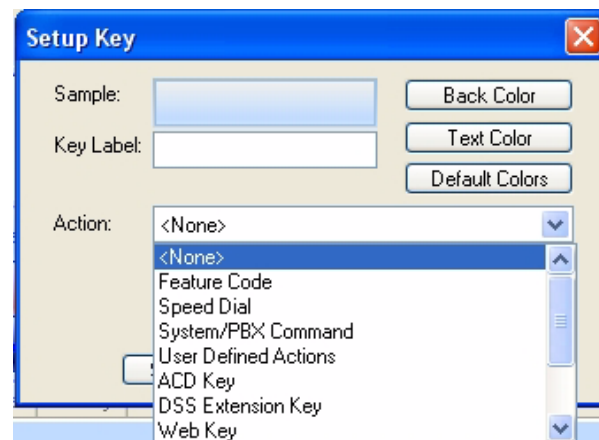 Setup Key
Sample:
Back Color
Key Label:
Text Color
Default Colors
Action:
<None>
<None>
Feature Code
Speed Dial
System/PBX Command
User Defined Actions
ACD Key
DSS Extension Key
Web Key